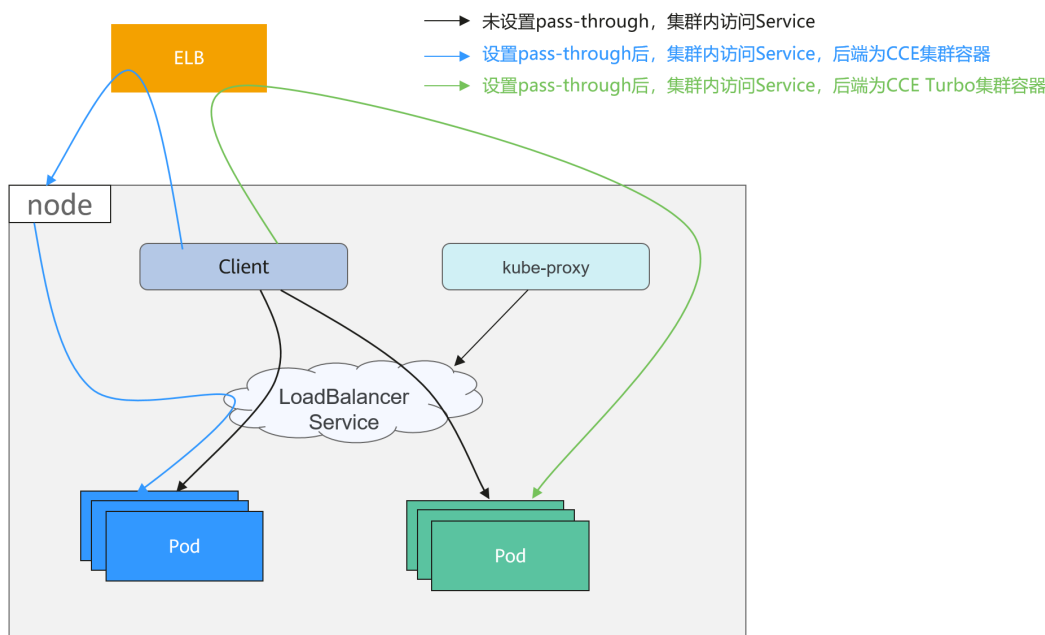 未设置pass-through，集群内访问Service
ELB
设置pass-through后，集群内访问Service，后端为CCE集群容器
设置pass-through后，集群内访问Service，后端为CCE Turbo集群容器
node
Client
kube-proxy
LoadBalancer
Service
Pod
Pod